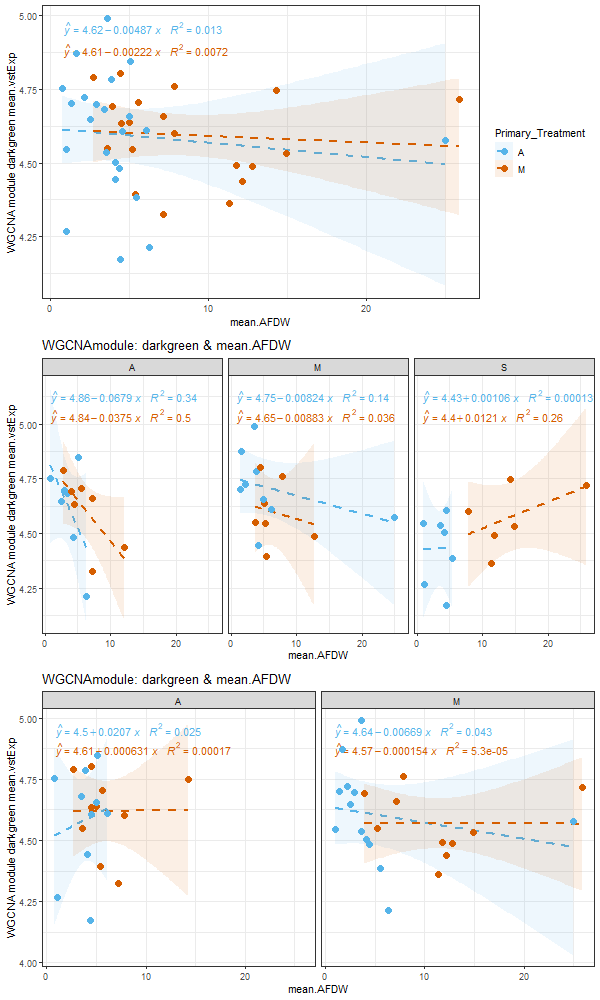 5.00
ŷ = 4.62−0.00487 x   R² = 0.013
ŷ = 4.61−0.00222 x   R² = 0.0072
4.75
4.50
4.25
WGCNA module darkgreen mean.vstExp
0
10
20
mean.AFDW
Primary_Treatment
A
M
WGCNAmodule: darkgreen & mean.AFDW
A
M
S
ŷ = 4.86−0.0679 x   R² = 0.34
ŷ = 4.84−0.0375 x   R² = 0.5
ŷ = 4.75−0.00824 x   R² = 0.14
ŷ = 4.65−0.00883 x   R² = 0.036
ŷ = 4.43+0.00106 x   R² = 0.00013
ŷ = 4.4+0.0121 x   R² = 0.26
5.00
4.75
4.50
4.25
WGCNA module darkgreen mean.vstExp
0
10
20
0
10
20
0
10
20
mean.AFDW
WGCNAmodule: darkgreen & mean.AFDW
A
M
ŷ = 4.5+0.0207 x   R² = 0.025
ŷ = 4.61+0.000631 x   R² = 0.00017
ŷ = 4.64−0.00669 x   R² = 0.043
ŷ = 4.57−0.000154 x   R² = 5.3e-05
5.00
4.75
4.50
4.25
4.00
WGCNA module darkgreen mean.vstExp
0
10
20
0
10
20
mean.AFDW